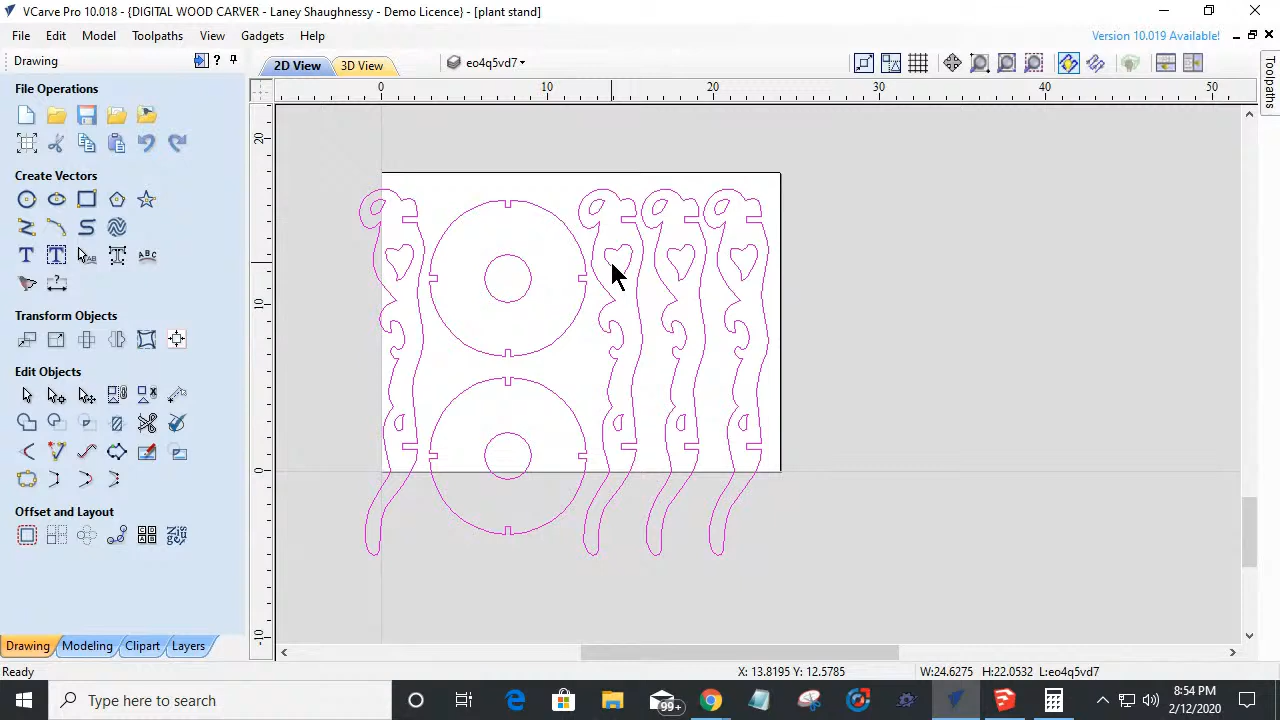 VCarve Pro 10.018 - {DIGITAL WOOD CARVER - Laney Shaughnessy - Demo Licence} - [plant stand]
File Edit Model Toolpaths View Gadgets Help
Version 10.019 Available!
Drawing
?
2D View
3D View
eo4q5vd7
Toolpaths
File Operations
0 10 20 30 40 50
20
10
0
-10
Create Vectors
T
T
T
AB
ABC
Transform Objects
Edit Objects
Offset and Layout
Drawing
Modeling
Clipart
Layers
Ready
X: 13.8195 Y: 12.5785
W:24.6275 H:22.0532 L:eo4q5vd7
Type here to search
99+
8:54 PM
2/12/2020